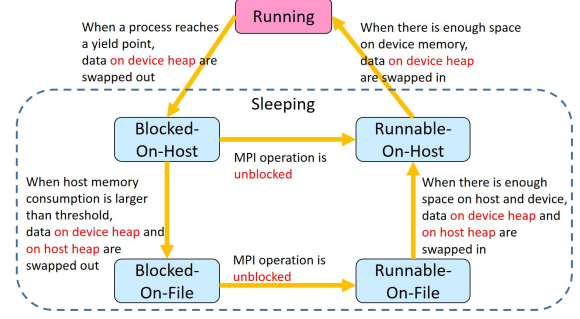 Running
When a process reaches
a yield point,
data on device heap are
swapped out
When there is enough space
on device memory,
data on device heap
are swapped in
Sleeping
Blocked-
On-Host
Runnable-
On-Host
MPI operation is
unblocked
When host memory
consumption is larger
than threshold,
data on device heap and
on host heap are
swapped out
When there is enough
space on host and device,
data on device heap and
on host heap are
swapped in
MPI operation is
unblocked
Blocked-
On-File
Runnable-
On-File